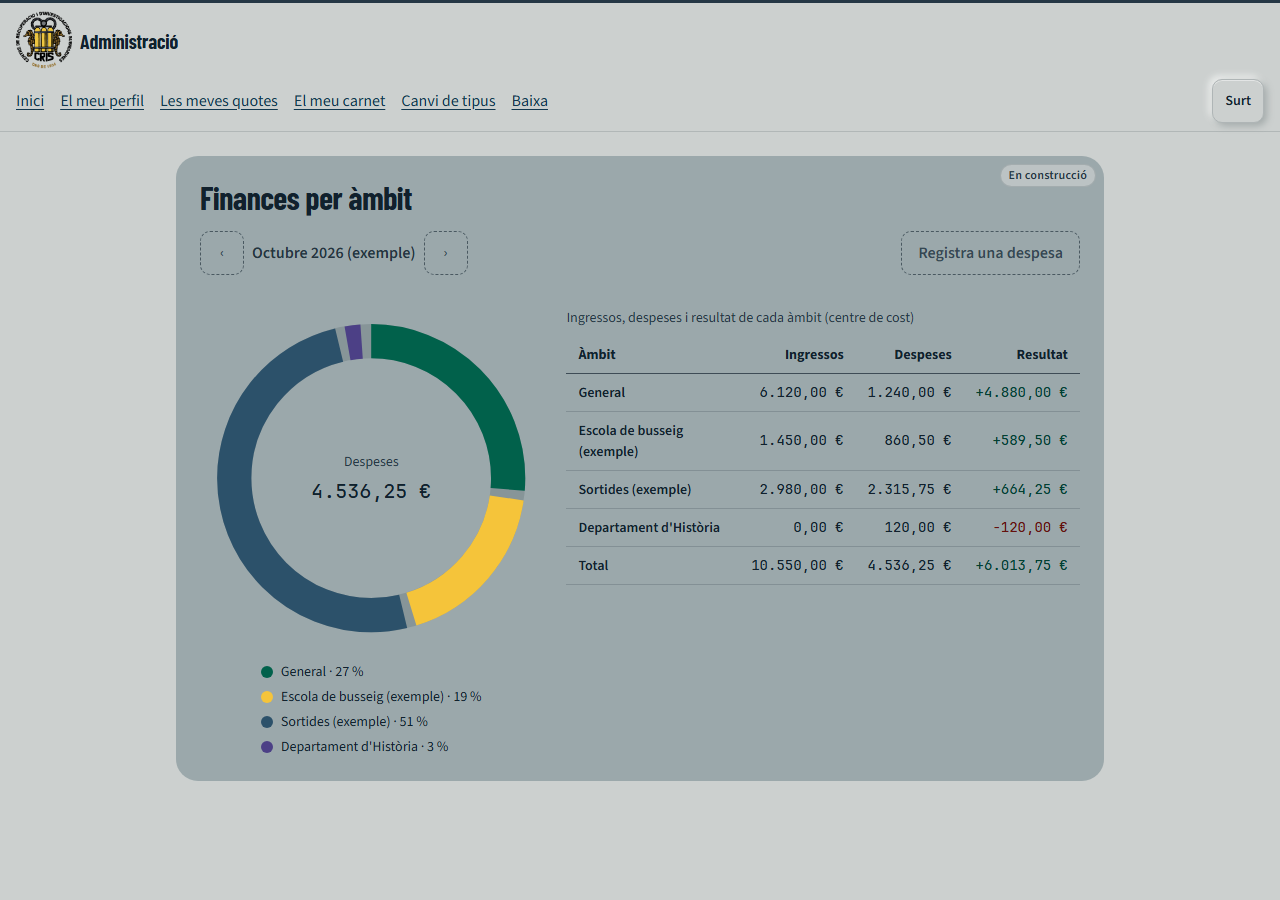 CRIS
Administració
Inici El meu perfil Les meves quotes El meu carnet Canvi de tipus Baixa Surt
En construcció
Finances per àmbit
‹ Octubre 2026 (exemple) › Registra una despesa
Ingressos, despeses i resultat de cada àmbit (centre de cost)
Àmbit Ingressos Despeses Resultat
General 6.120,00 € 1.240,00 € +4.880,00 €
Escola de busseig
(exemple) 1.450,00 € 860,50 € +589,50 €
Sortides (exemple) 2.980,00 € 2.315,75 € +664,25 €
Departament d'Història 0,00 € 120,00 € -120,00 €
Total 10.550,00 € 4.536,25 € +6.013,75 €
Despeses
4.536,25 €
General · 27 %
Escola de busseig (exemple) · 19 %
Sortides (exemple) · 51 %
Departament d'Història · 3 %